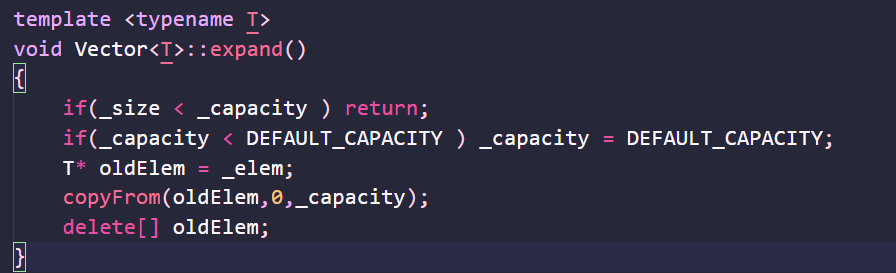 template <typename T>
void Vector<T>::expand()
{
    if(_size < _capacity ) return;
    if(_capacity < DEFAULT_CAPACITY ) _capacity = DEFAULT_CAPACITY;
    T* oldElem = _elem;
    copyFrom(oldElem,0,_capacity);
    delete[] oldElem;
}